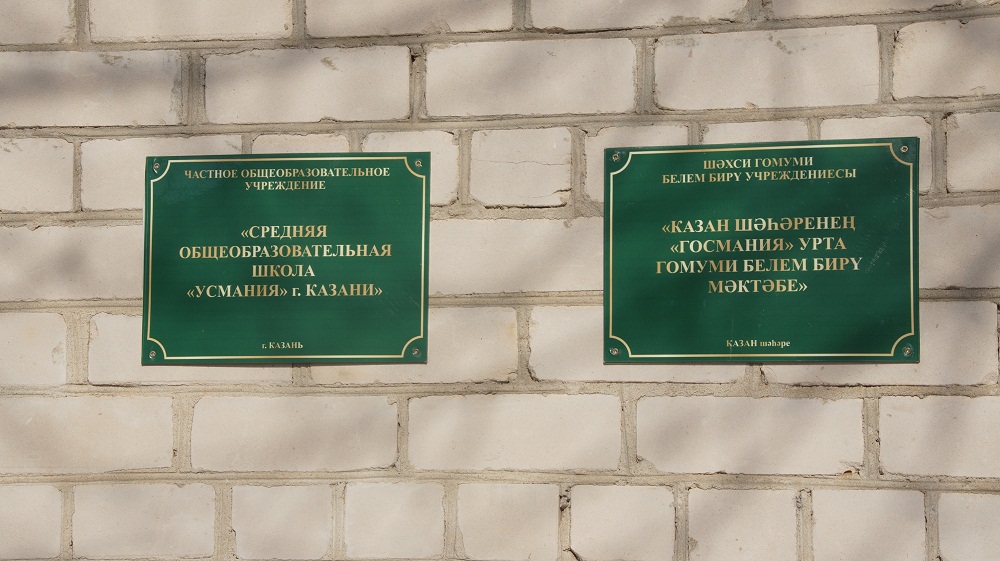 ЧАСТНОЕ ОБЩЕОБРАЗОВАТЕЛЬНОЕ
УЧРЕЖДЕНИЕ
«СРЕДНЯЯ
ОБЩЕОБРАЗОВАТЕЛЬНАЯ
ШКОЛА
«УСМАНИЯ» г. КАЗАНИ»
г. КАЗАНЬ
ШӘХСИ ГОМУМИ
БЕЛЕМ БИРҮ УЧРЕЖДЕНИЕСЫ
«КАЗАН ШӘҺӘРЕНЕҢ
«ГОСМАНИЯ» УРТА
ГОМУМИ БЕЛЕМ БИРҮ
МӘКТӘБЕ»
КАЗАН шәһәре